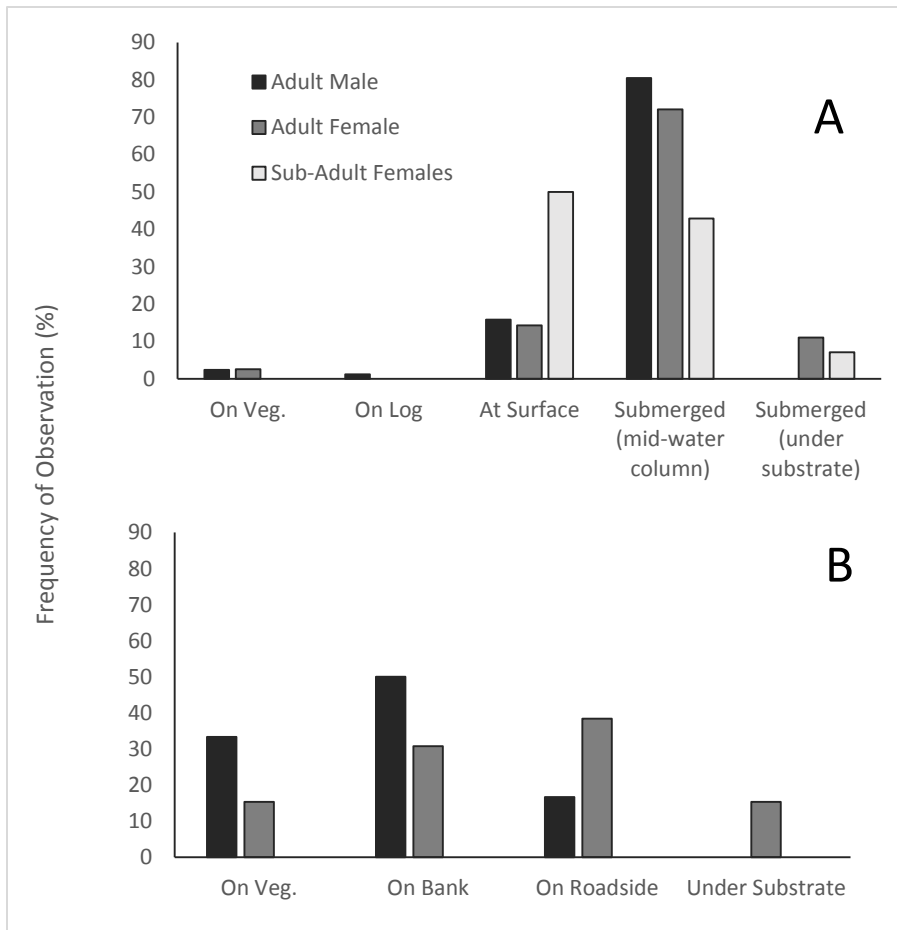 Frequency of Observation (%)
A
90
80
70
60
50
40
30
20
10
0
Adult Male
Adult Female
Sub-Adult Females
On Veg.
On Log
At Surface
Submerged
(mid-water
column)
Submerged
(under
substrate)
B
90
80
70
60
50
40
30
20
10
0
On Veg.
On Bank
On Roadside
Under Substrate